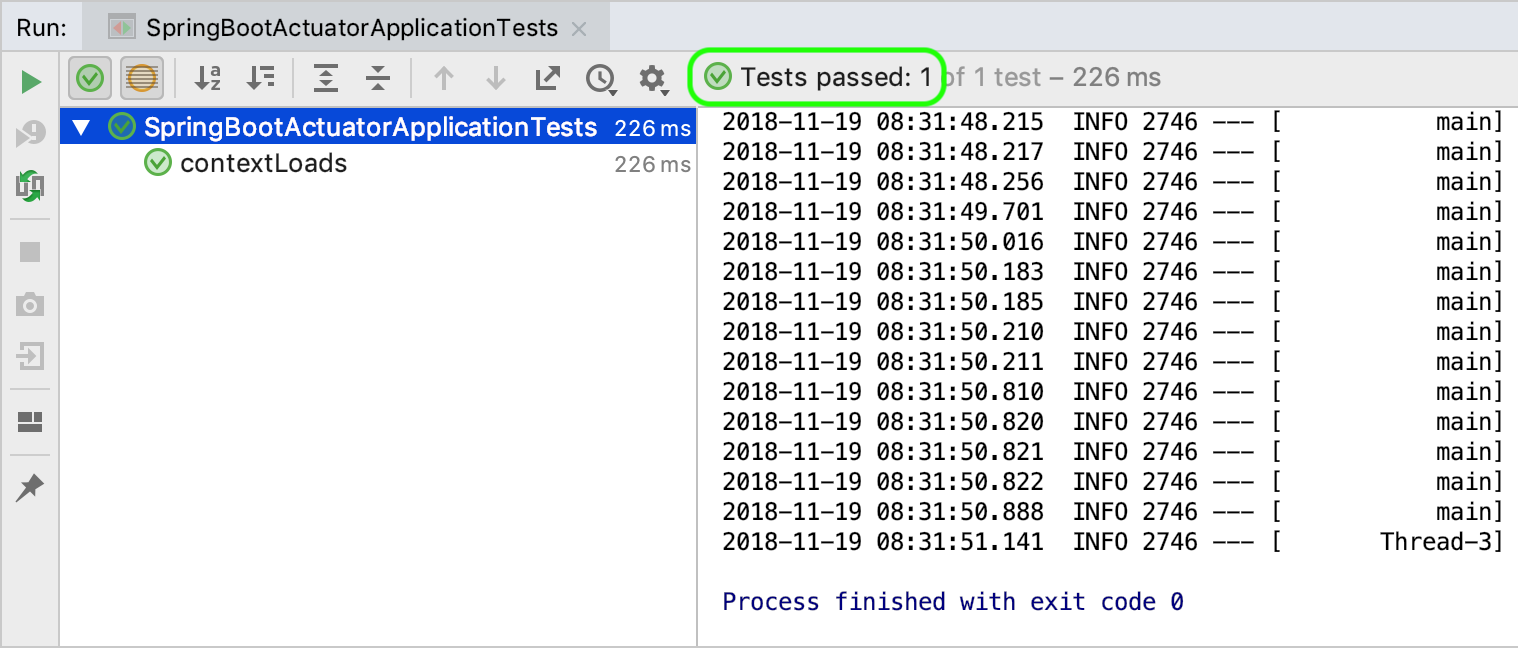 Run: SpringBootActuatorApplicationTests
Tests passed: 1 of 1 test – 226 ms
SpringBootActuatorApplicationTests 226 ms
contextLoads 226 ms
2018-11-19 08:31:48.215  INFO 2746 --- [           main]
2018-11-19 08:31:48.217  INFO 2746 --- [           main]
2018-11-19 08:31:48.256  INFO 2746 --- [           main]
2018-11-19 08:31:49.701  INFO 2746 --- [           main]
2018-11-19 08:31:50.016  INFO 2746 --- [           main]
2018-11-19 08:31:50.183  INFO 2746 --- [           main]
2018-11-19 08:31:50.185  INFO 2746 --- [           main]
2018-11-19 08:31:50.210  INFO 2746 --- [           main]
2018-11-19 08:31:50.211  INFO 2746 --- [           main]
2018-11-19 08:31:50.810  INFO 2746 --- [           main]
2018-11-19 08:31:50.820  INFO 2746 --- [           main]
2018-11-19 08:31:50.821  INFO 2746 --- [           main]
2018-11-19 08:31:50.822  INFO 2746 --- [           main]
2018-11-19 08:31:50.888  INFO 2746 --- [           main]
2018-11-19 08:31:51.141  INFO 2746 --- [       Thread-3]
Process finished with exit code 0